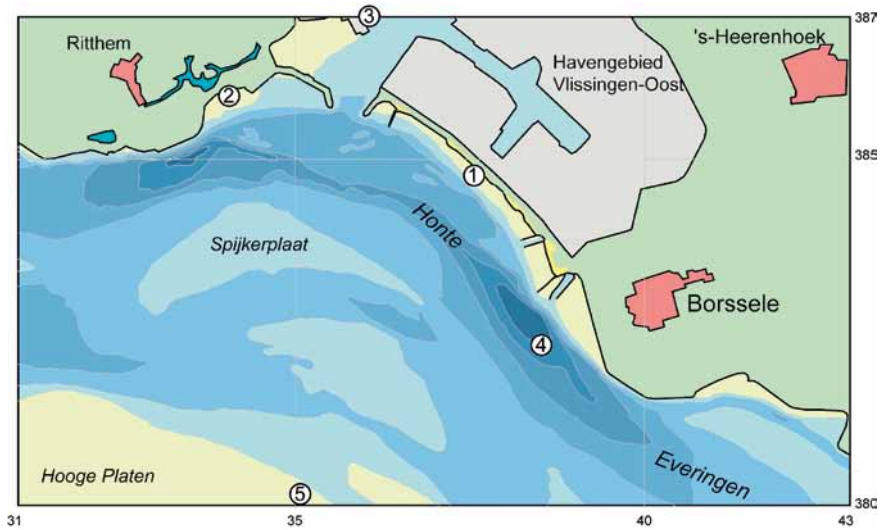 387
3
's-Heerenhoek
Ritthem
Havengebied
Vlissingen-Oost
2
385
1
Honte
Spijkerplaat
Borssele
4
Hooge Platen
Everingen
5
380
31
35
40
43